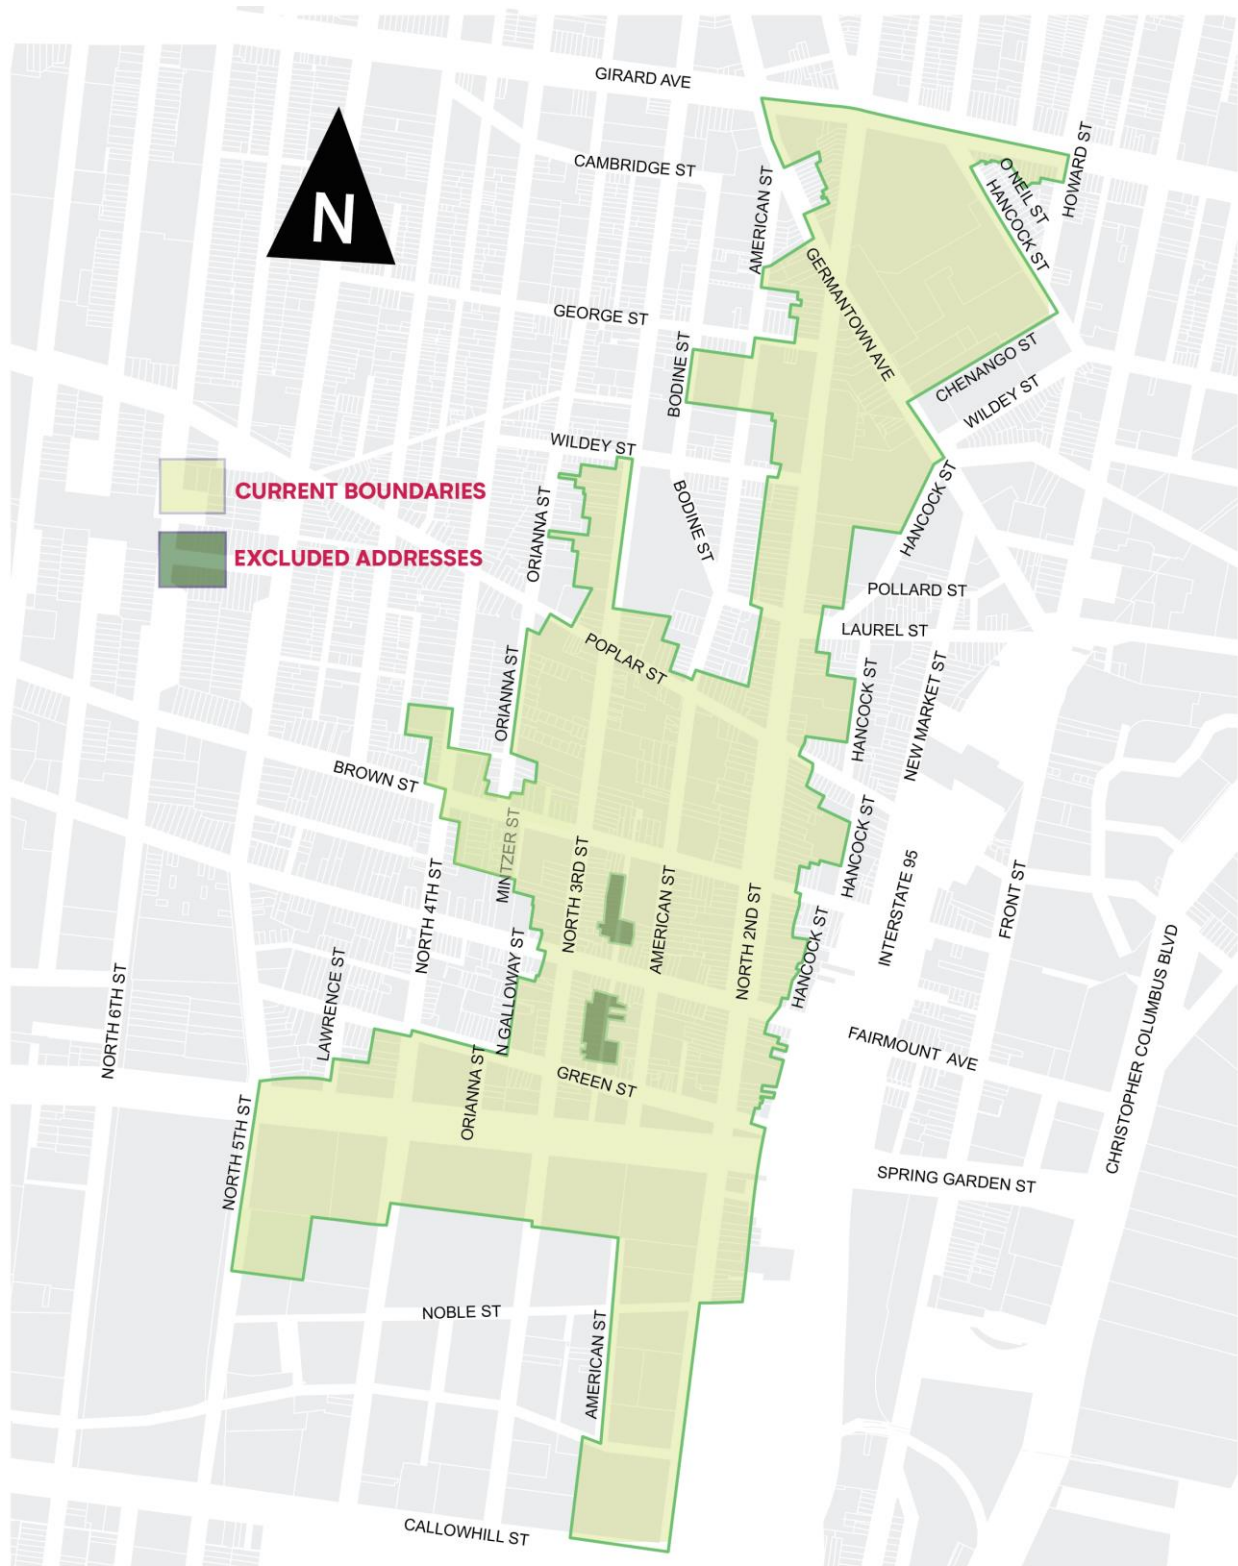 GIRARD AVE
HOWARD ST
CAMBRIDGE ST
O'NEIL ST
HANCOCK ST
AMERICAN ST
N
GERMANTOWN AVE
GEORGE ST
BODINE ST
CHENANGO ST
WILDEY ST
WILDEY ST
CURRENT BOUNDARIES
BODINE ST
HANCOCK ST
ORIANNA ST
EXCLUDED ADDRESSES
POLLARD ST
LAUREL ST
POPLAR ST
ORIANNA ST
HANCOCK ST
NEW MARKET ST
BROWN ST
MINTZER ST
HANCOCK ST
NORTH 3RD ST
NORTH 4TH ST
AMERICAN ST
NORTH 2ND ST
INTERSTATE 95
FRONT ST
HANCOCK ST
CHRISTOPHER COLUMBUS BLVD
N GALLOWAY ST
LAWRENCE ST
NORTH 6TH ST
FAIRMOUNT AVE
GREEN ST
ORIANNA ST
NORTH 5TH ST
SPRING GARDEN ST
NOBLE ST
AMERICAN ST
CALLOWHILL ST